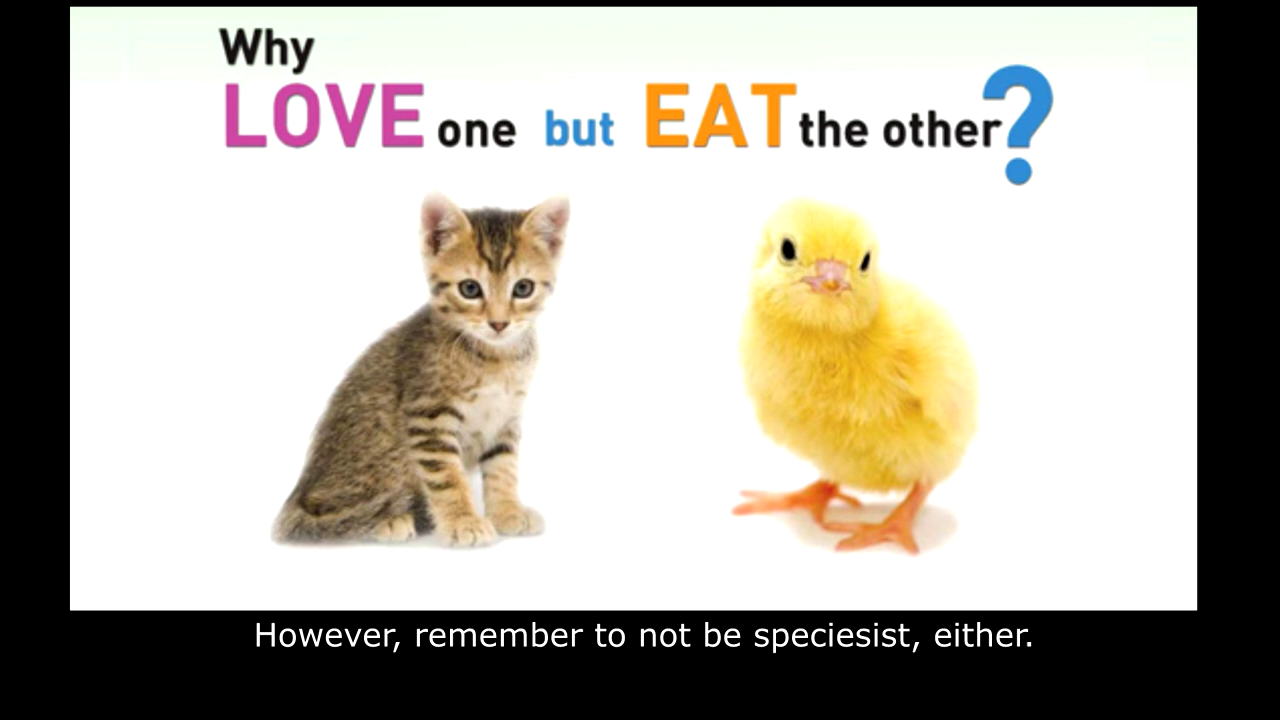 Why
LOVE one but EAT the other?
However, remember to not be speciesist, either.